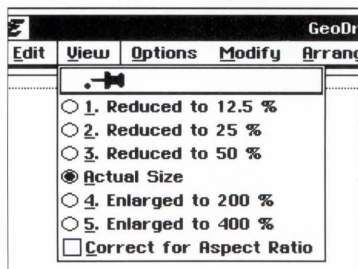 GeoDr
Edit View Options Modify Arrang
1. Reduced to 12.5 %
2. Reduced to 25 %
3. Reduced to 50 %
Actual Size
4. Enlarged to 200 %
5. Enlarged to 400 %
Correct for Aspect Ratio